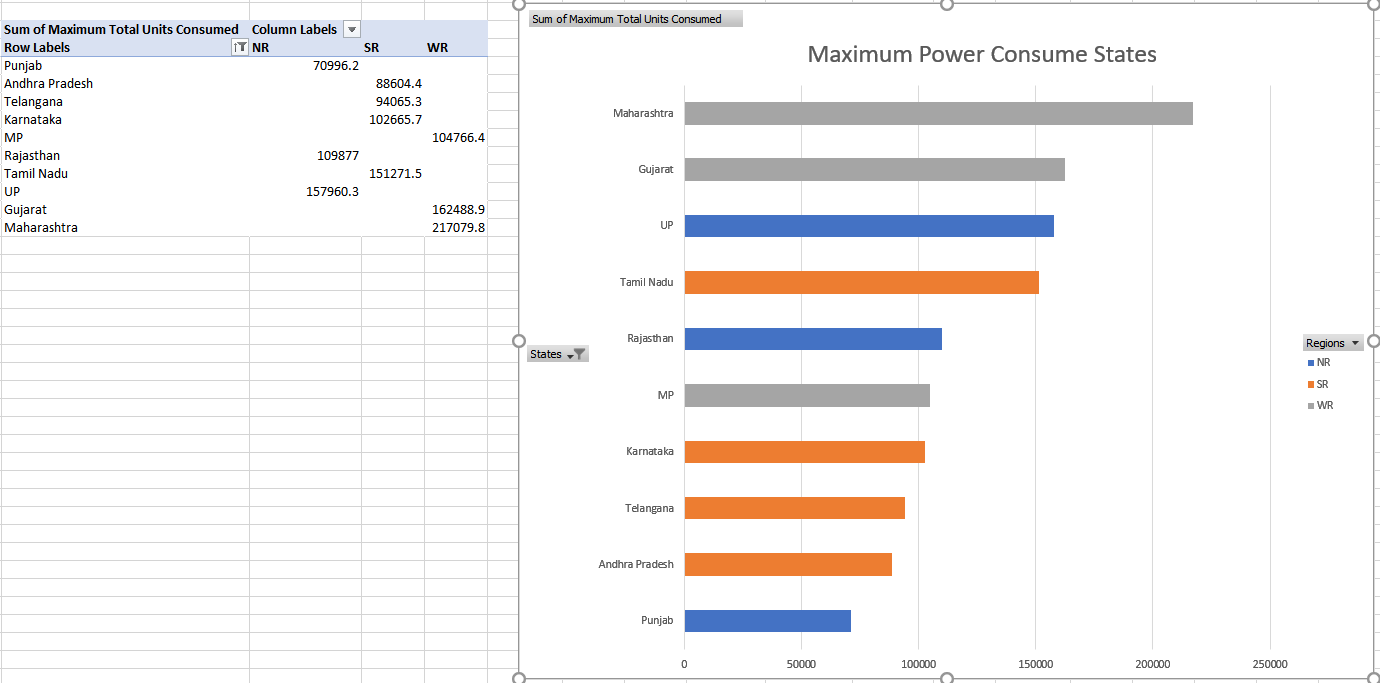 Sum of Maximum Total Units Consumed Column Labels
Row Labels NR SR WR
Punjab 70996.2
Andhra Pradesh 88604.4
Telangana 94065.3
Karnataka 102665.7
MP 104766.4
Rajasthan 109877
Tamil Nadu 151271.5
UP 157960.3
Gujarat 162488.9
Maharashtra 217079.8
Sum of Maximum Total Units Consumed
Maximum Power Consume States
Maharashtra
Gujarat
UP
Tamil Nadu
Rajasthan
MP
Karnataka
Telangana
Andhra Pradesh
Punjab
0 50000 100000 150000 200000 250000
States
Regions
NR
SR
WR